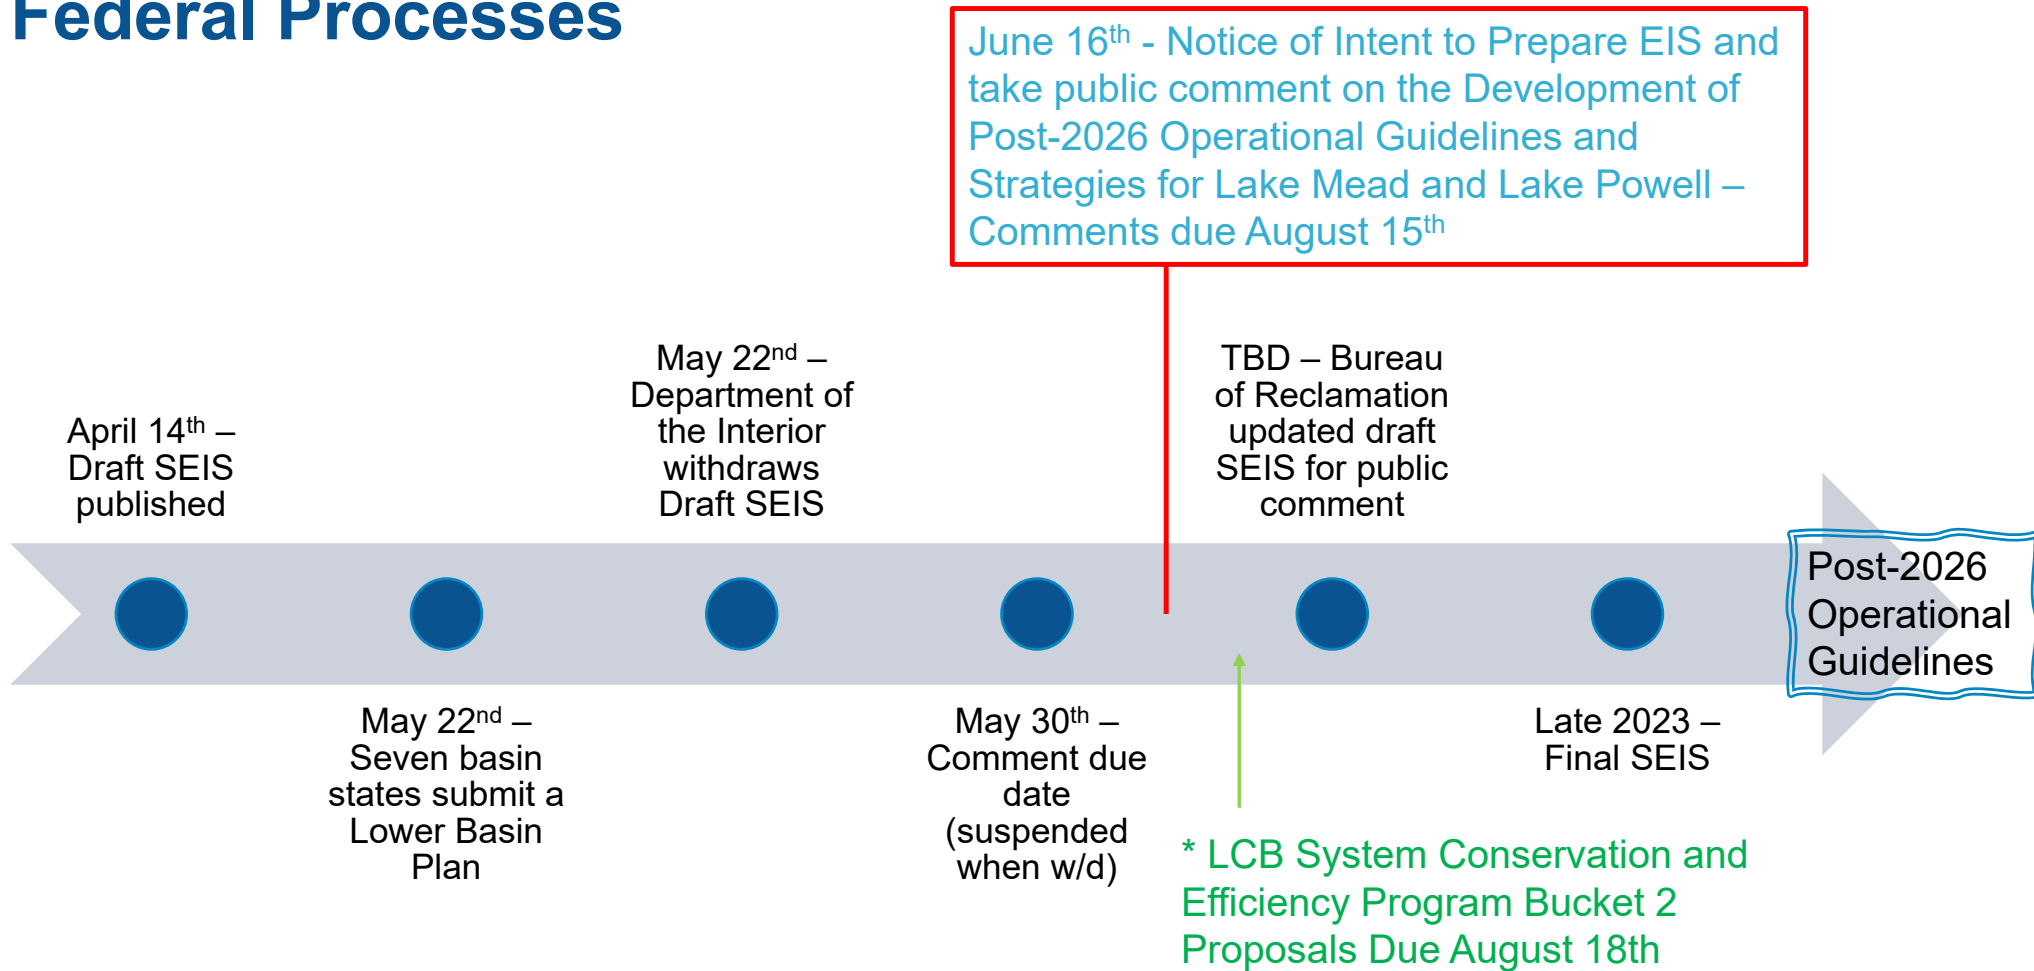 Federal Processes
June 16th - Notice of Intent to Prepare EIS and
take public comment on the Development of
Post-2026 Operational Guidelines and
Strategies for Lake Mead and Lake Powell –
Comments due August 15th
April 14th –
Draft SEIS
published
May 22nd –
Seven basin
states submit a
Lower Basin
Plan
May 22nd –
Department of
the Interior
withdraws
Draft SEIS
May 30th –
Comment due
date
(suspended
when w/d)
TBD – Bureau
of Reclamation
updated draft
SEIS for public
comment
* LCB System Conservation and
Efficiency Program Bucket 2
Proposals Due August 18th
Late 2023 –
Final SEIS
Post-2026
Operational
Guidelines